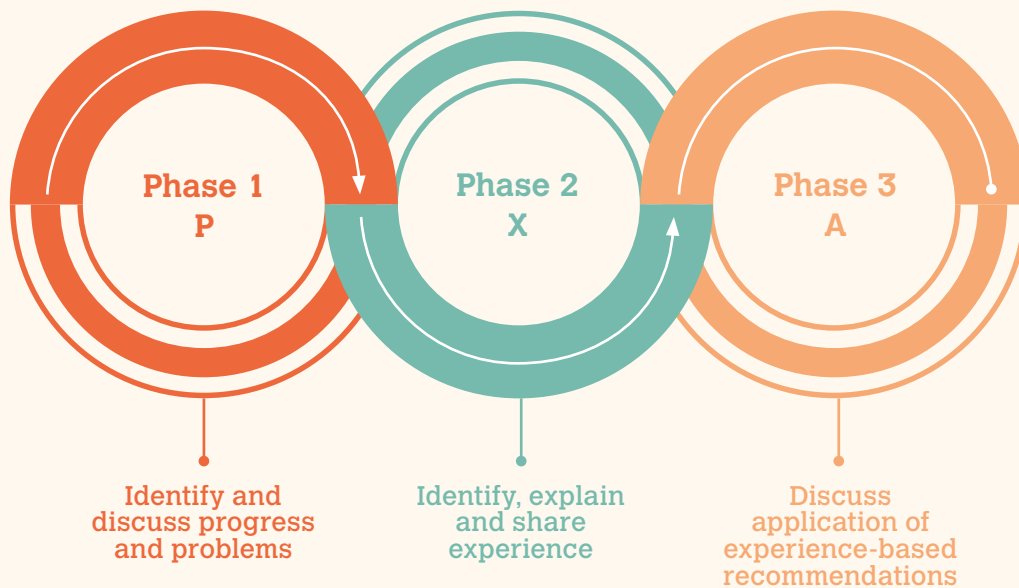 Phase 1
P
Phase 2
X
Phase 3
A
Identify and
discuss progress
and problems
Identify, explain
and share
experience
Discuss
application of
experience-based
recommendations